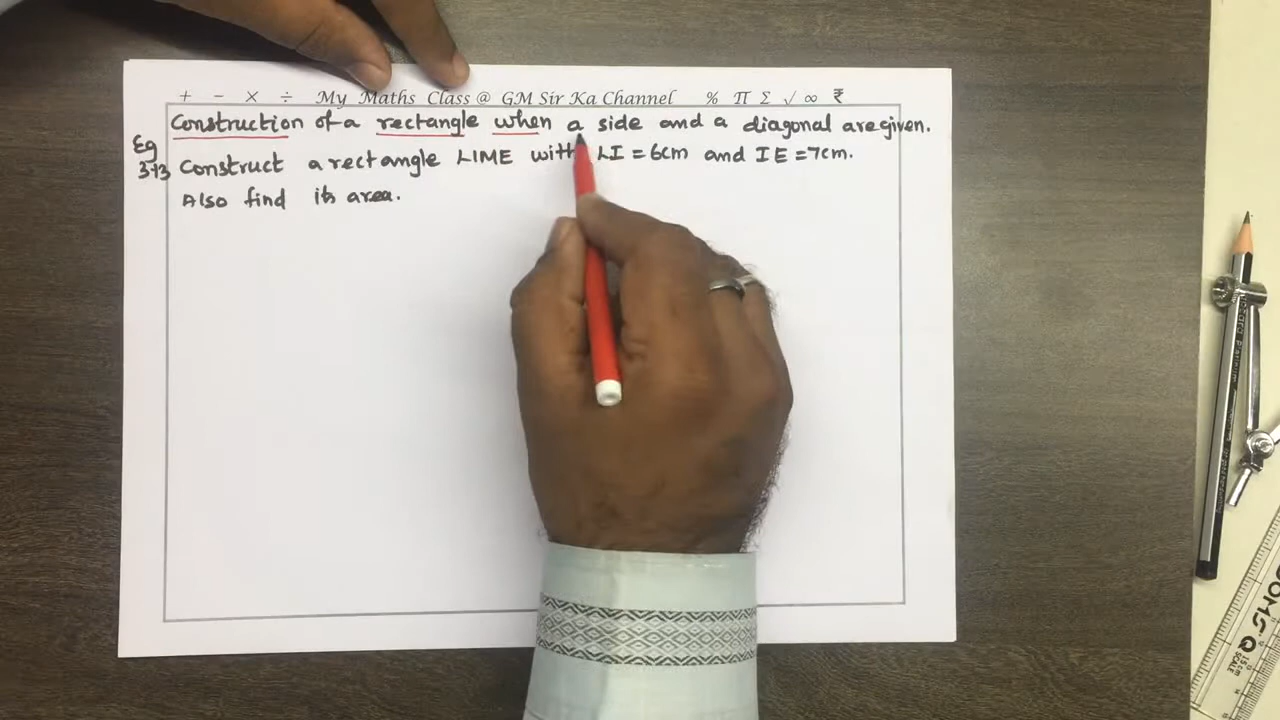 + − × ÷ My Maths Class @ GM Sir Ka Channel % Π Σ √ ∞ ₹
Construction of a rectangle when a side and a diagonal are given.
Eg 3.13 Construct a rectangle LIME with LI = 6cm and IE = 7cm.
Also find its area.